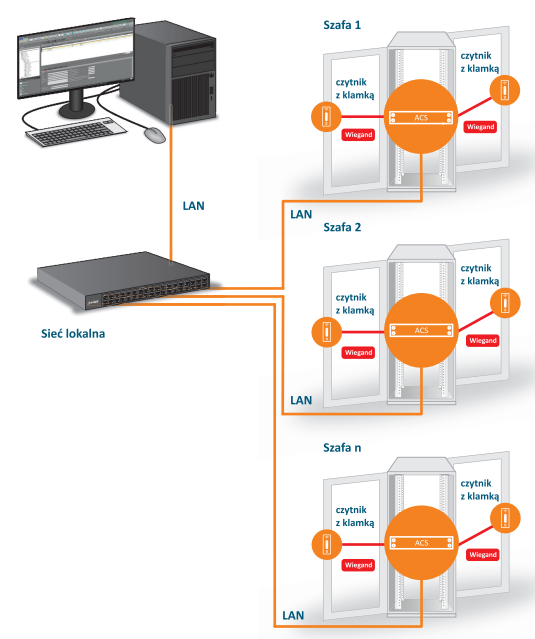 Szafa 1
czytnik
z klamką
czytnik
z klamką
ACS
Wiegand
Wiegand
LAN
LAN
Szafa 2
czytnik
z klamką
czytnik
z klamką
ACS
Wiegand
Wiegand
Sieć lokalna
LAN
Szafa n
czytnik
z klamką
czytnik
z klamką
ACS
Wiegand
Wiegand
LAN